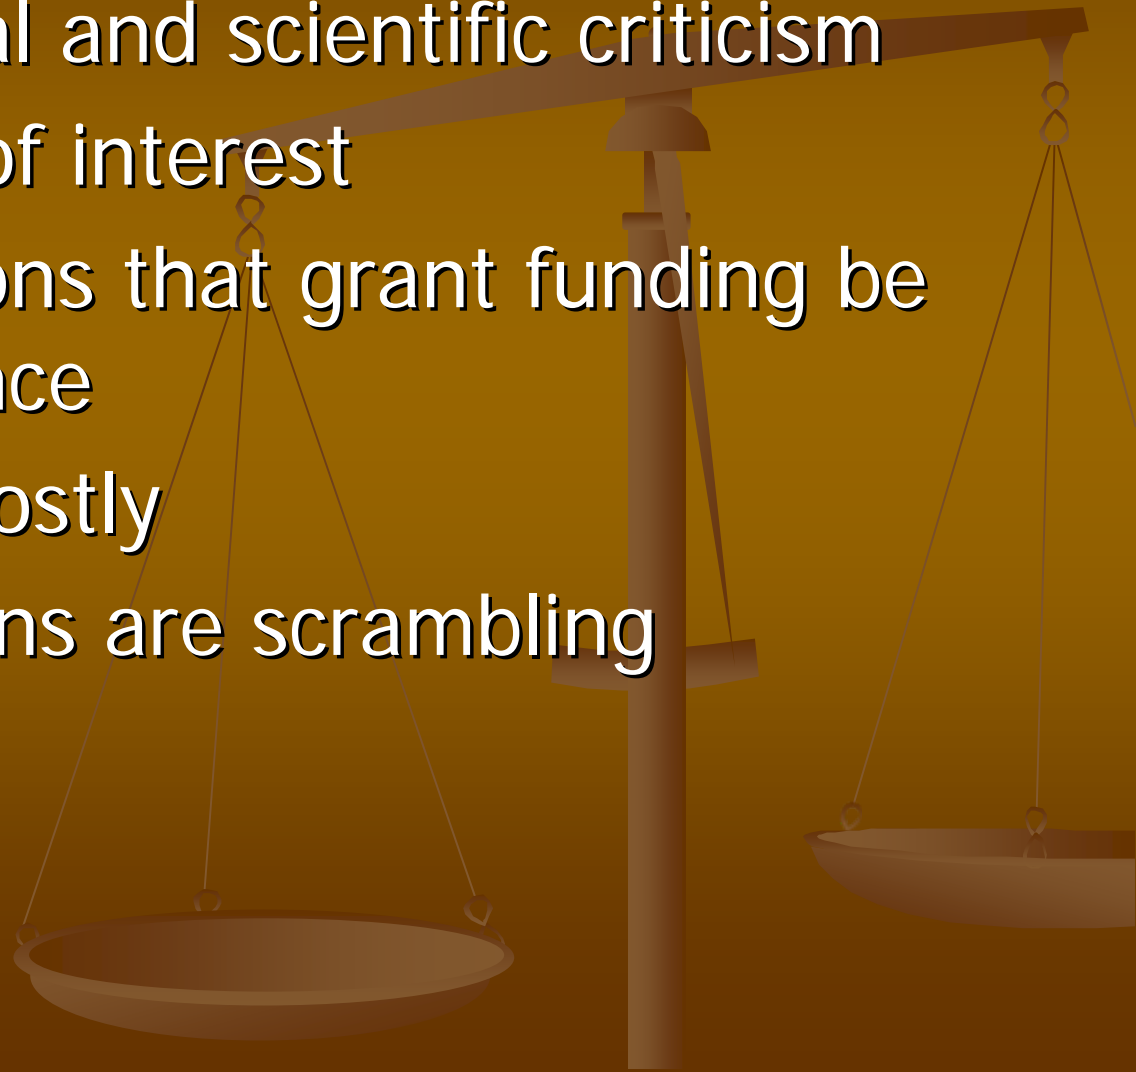 al and scientific criticism
of interest
ons that grant funding be
nce
ostly
ns are scrambling